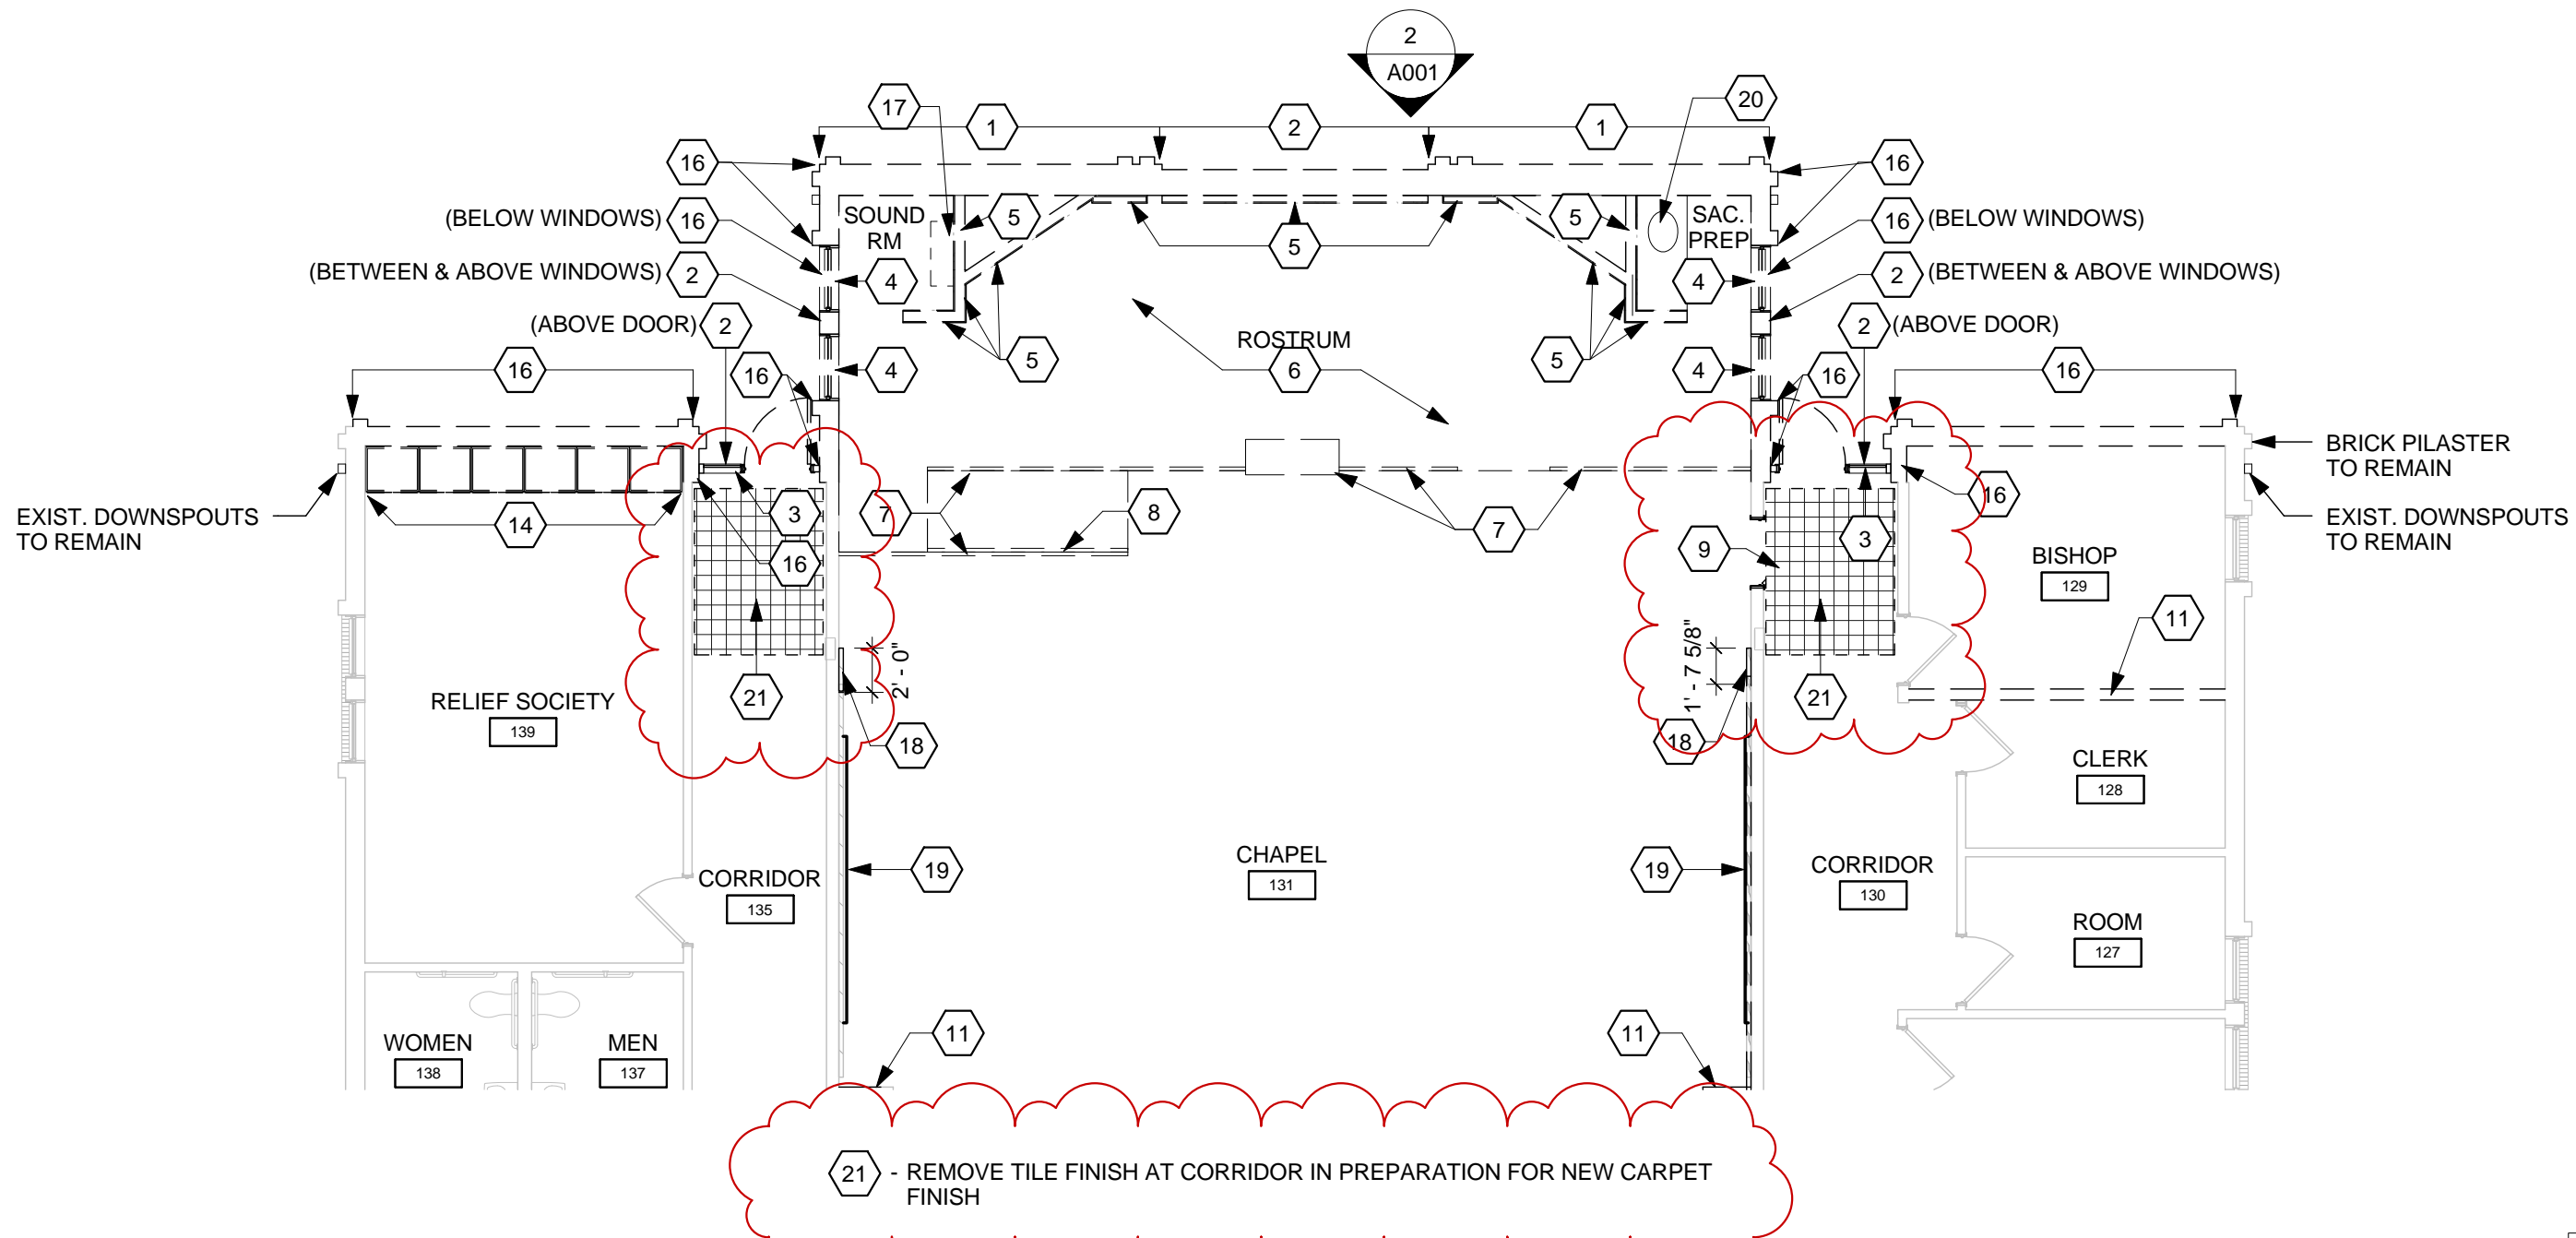 2
A001
17
20
1
2
1
16
16
(BELOW WINDOWS) 16
SOUND
RM
5
5
5
SAC.
PREP
16 (BELOW WINDOWS)
(BETWEEN & ABOVE WINDOWS) 2
4
4
2 (BETWEEN & ABOVE WINDOWS)
(ABOVE DOOR) 2
ROSTRUM
2 (ABOVE DOOR)
16
16
4
5
6
5
4
16
16
BRICK PILASTER
TO REMAIN
EXIST. DOWNSPOUTS
TO REMAIN
14
3
7
8
7
16
EXIST. DOWNSPOUTS
TO REMAIN
16
9
3
BISHOP
129
11
2' - 0"
1' - 7 5/8"
RELIEF SOCIETY
139
21
21
18
18
CLERK
128
CORRIDOR
135
19
CHAPEL
131
19
CORRIDOR
130
ROOM
127
WOMEN
138
MEN
137
11
11
21 - REMOVE TILE FINISH AT CORRIDOR IN PREPARATION FOR NEW CARPET
FINISH